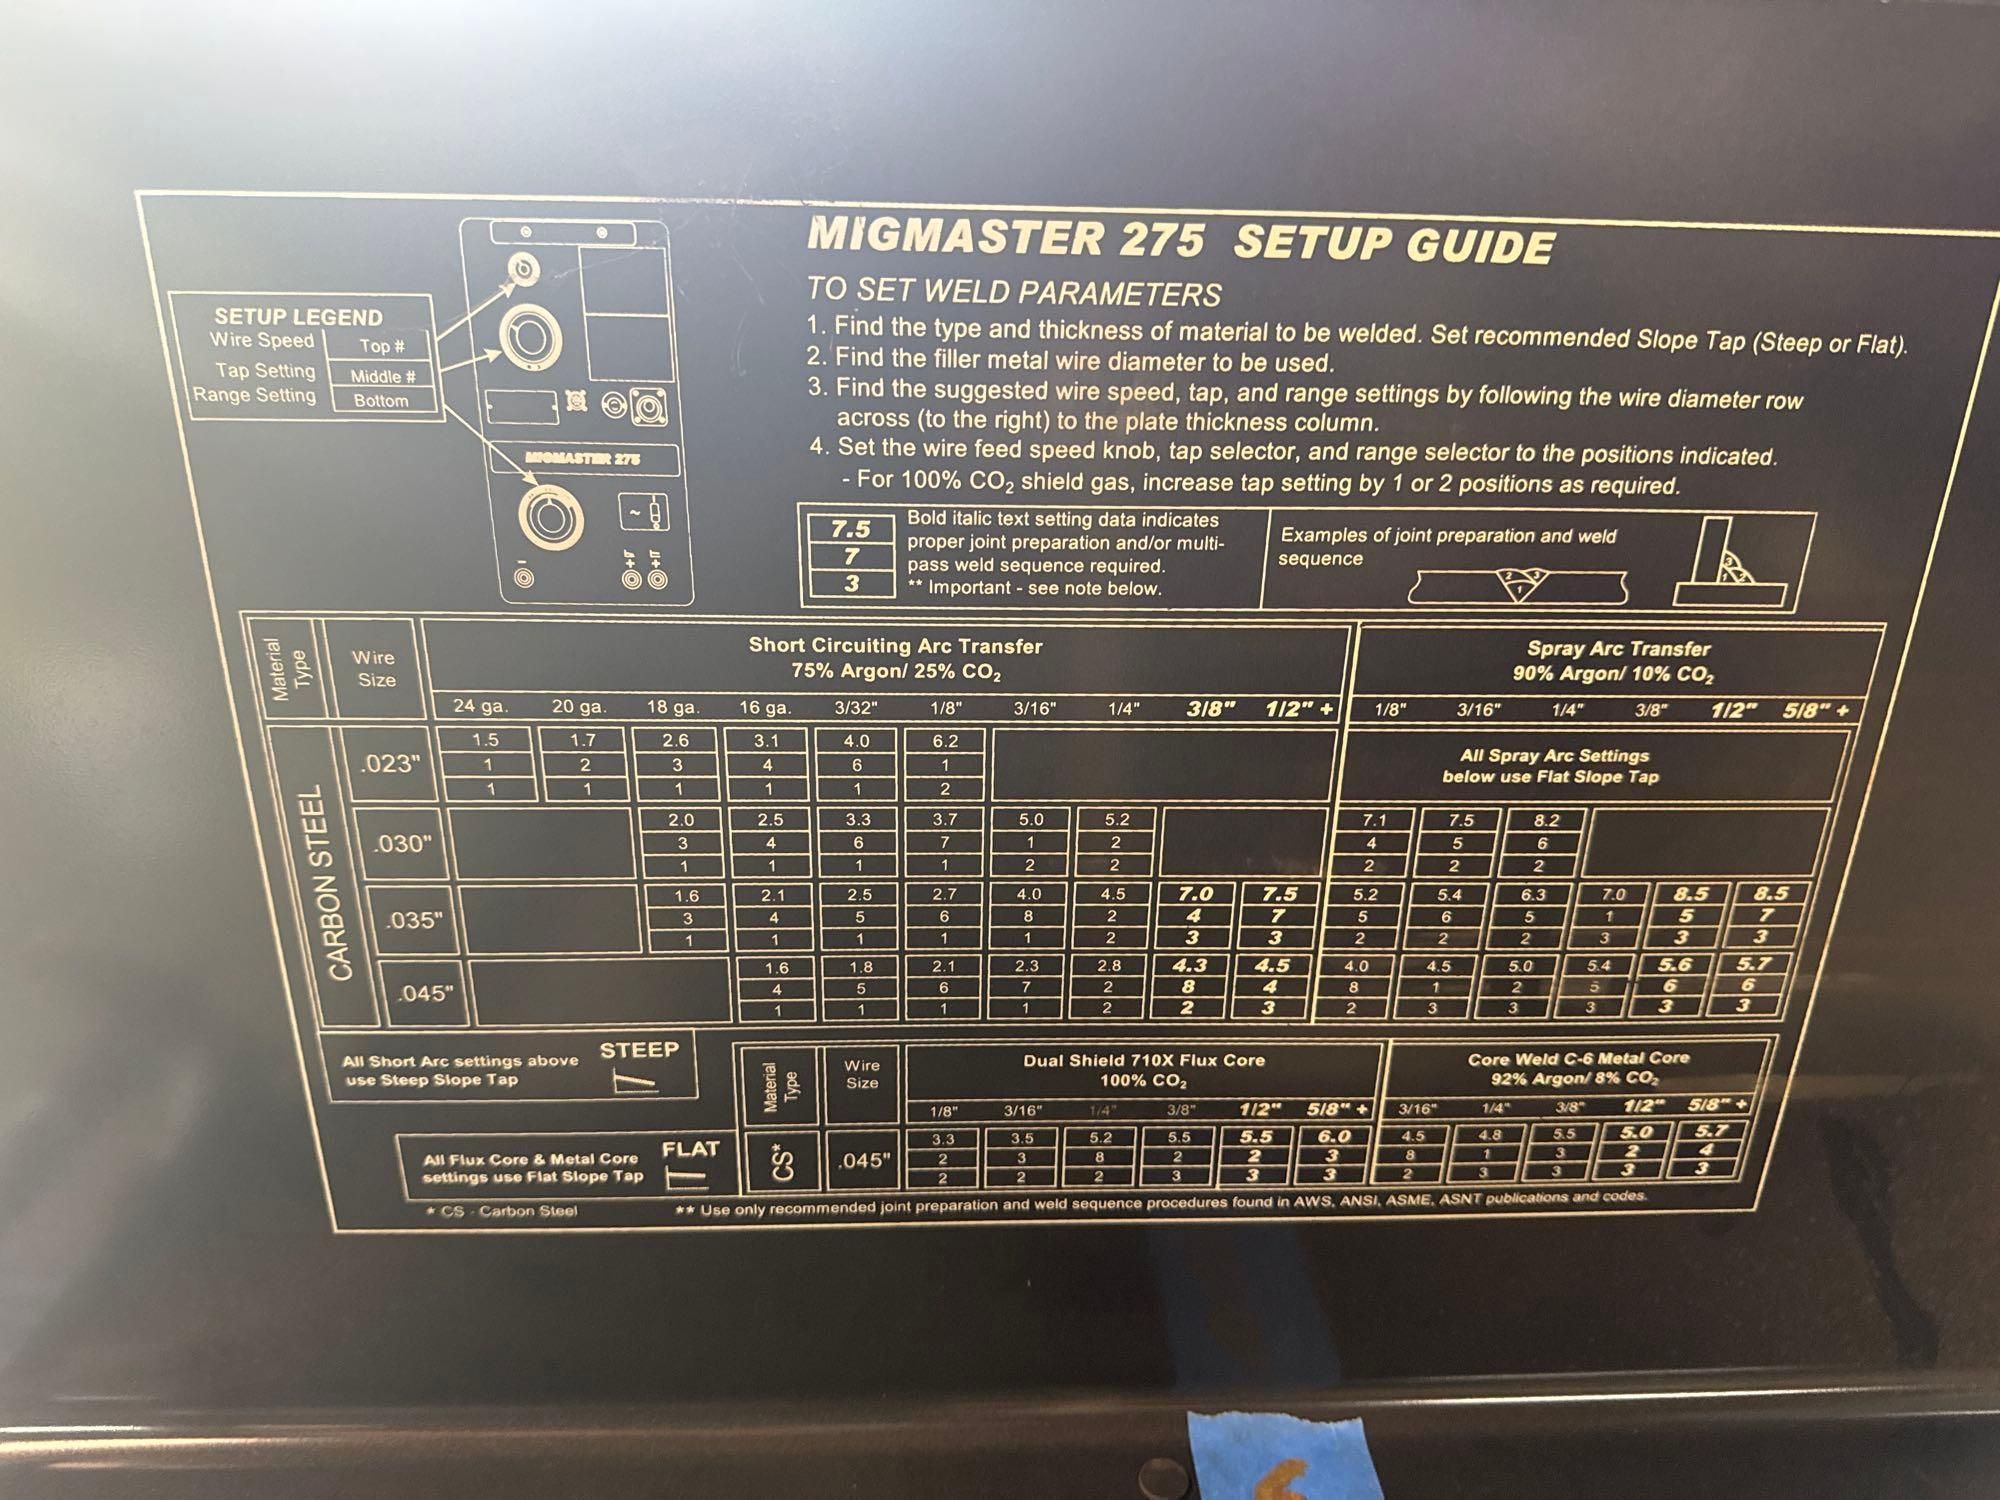 MIGMASTER 275 SETUP GUIDE
TO SET WELD PARAMETERS
1. Find the type and thickness of material to be welded. Set recommended Slope Tap (Steep or Flat).
2. Find the filler metal wire diameter to be used.
3. Find the suggested wire speed, tap, and range settings by following the wire diameter row
across (to the right) to the plate thickness column.
4. Set the wire feed speed knob, tap selector, and range selector to the positions indicated.
- For 100% CO2 shield gas, increase tap setting by 1 or 2 positions as required.
SETUP LEGEND
Wire Speed Top #
Tap Setting Middle #
Range Setting Bottom
MIGMASTER 275
7.5
7
3
Bold italic text setting data indicates
proper joint preparation and/or multi-
pass weld sequence required.
** Important - see note below.
Examples of joint preparation and weld
sequence
2 3
1
3
1 2
Material
Type
Wire
Size
Short Circuiting Arc Transfer
75% Argon/ 25% CO2
Spray Arc Transfer
90% Argon/ 10% CO2
24 ga. 20 ga. 18 ga. 16 ga. 3/32" 1/8" 3/16" 1/4" 3/8" 1/2" + 1/8" 3/16" 1/4" 3/8" 1/2" 5/8" +
CARBON STEEL
.023"
1.5 1.7 2.6 3.1 4.0 6.2
1 2 3 4 6 1
1 1 1 1 1 2
All Spray Arc Settings
below use Flat Slope Tap
.030"
2.0 2.5 3.3 3.7 5.0 5.2 7.1 7.5 8.2
3 4 6 7 1 2 4 5 6
1 1 1 1 2 2 2 2 2
.035"
1.6 2.1 2.5 2.7 4.0 4.5 7.0 7.5 5.2 5.4 6.3 7.0 8.5 8.5
3 4 5 6 8 2 4 7 5 6 5 1 5 7
1 1 1 1 1 2 3 3 2 2 2 3 3 3
.045"
1.6 1.8 2.1 2.3 2.8 4.3 4.5 4.0 4.5 5.0 5.4 5.6 5.7
4 5 6 7 2 8 4 8 1 2 5 6 6
1 1 1 1 2 2 3 2 3 3 3 3 3
All Short Arc settings above
use Steep Slope Tap
STEEP
All Flux Core & Metal Core
settings use Flat Slope Tap
FLAT
Material
Type
Wire
Size
Dual Shield 710X Flux Core
100% CO2
Core Weld C-6 Metal Core
92% Argon/ 8% CO2
1/8" 3/16" 1/4" 3/8" 1/2" 5/8" + 3/16" 1/4" 3/8" 1/2" 5/8" +
CS*
.045"
3.3 3.5 5.2 5.5 5.5 6.0 4.5 4.8 5.5 5.0 5.7
2 3 8 2 2 3 8 1 3 2 4
2 2 2 3 3 3 2 3 3 3 3
* CS - Carbon Steel
** Use only recommended joint preparation and weld sequence procedures found in AWS, ANSI, ASME, ASNT publications and codes.